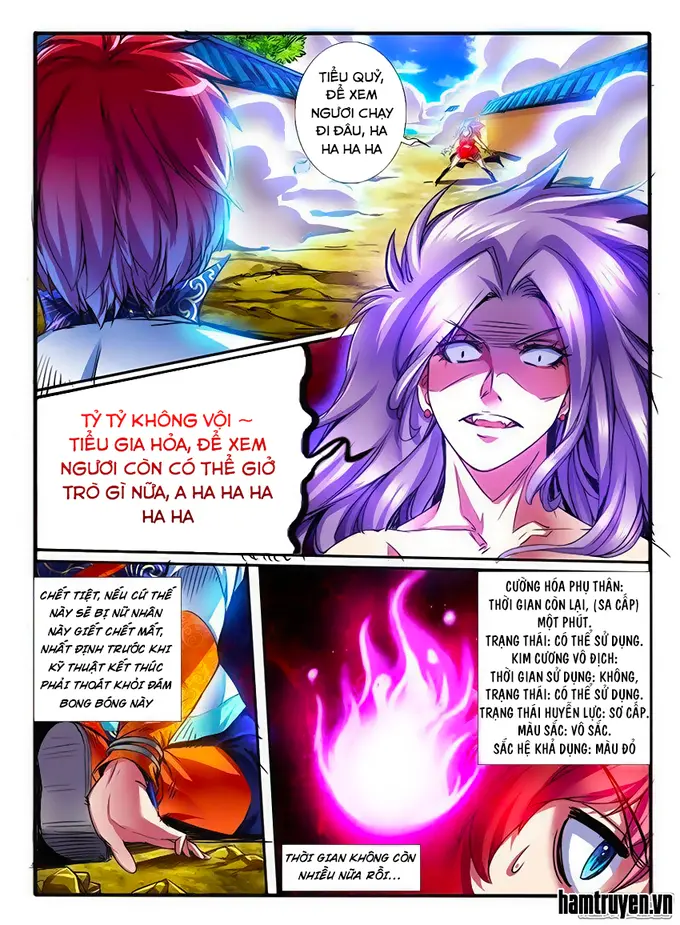 TIỂU QUỶ,
ĐỂ XEM
NGƯƠI CHẠY
ĐI ĐÂU, HA
HA HA HA
TỶ TỶ KHÔNG VỘI ~
TIỂU GIA HỎA, ĐỂ XEM
NGƯƠI CÒN CÓ THỂ GIỞ
TRÒ GÌ NỮA, A HA HA HA
HA HA
CHẾT TIỆT, NẾU CỨ THẾ
NÀY SẼ BỊ NỮ NHÂN
NÀY GIẾT CHẾT MẤT,
NHẤT ĐỊNH TRƯỚC KHI
KỸ THUẬT KẾT THÚC
PHẢI THOÁT KHỎI ĐÁM
BONG BÓNG NÀY
CƯỜNG HÓA PHỤ THÂN:
THỜI GIAN CÒN LẠI, (SA CẤP)
MỘT PHÚT.
TRẠNG THÁI: CÓ THỂ SỬ DỤNG.
KIM CƯƠNG VÔ ĐỊCH:
THỜI GIAN SỬ DỤNG: KHÔNG,
TRẠNG THÁI: CÓ THỂ SỬ DỤNG.
TRẠNG THÁI HUYỄN LỰC: SƠ CẤP.
MÀU SẮC: VÔ SẮC.
SẮC HỆ KHẢ DỤNG: MÀU ĐỎ
THỜI GIAN KHÔNG CÒN
NHIỀU NỮA RỒI...
hamtruyen.vn